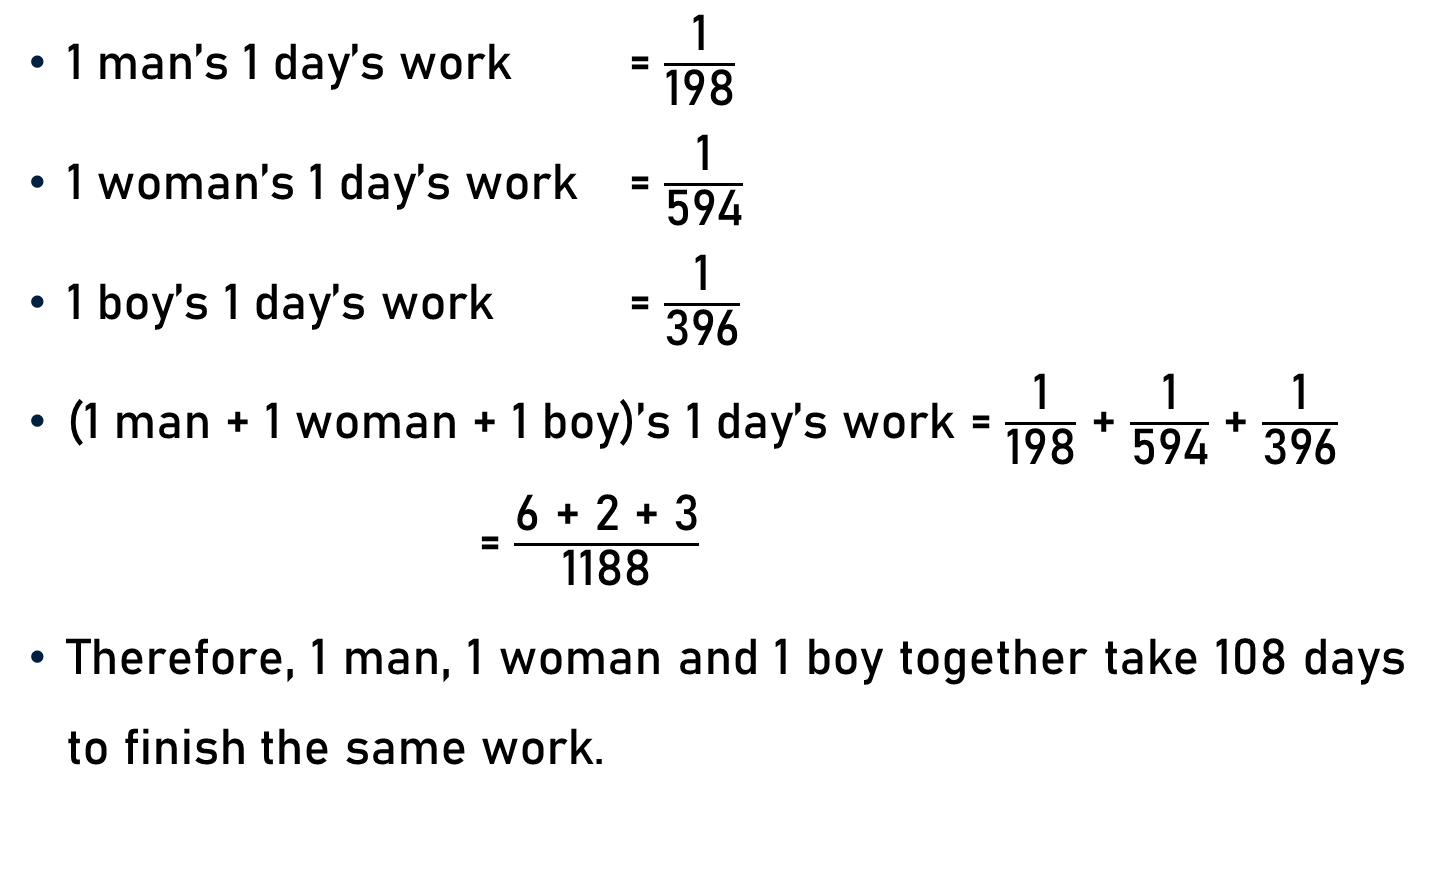 • 1 man’s 1 day’s work = 1/198
• 1 woman’s 1 day’s work = 1/594
• 1 boy’s 1 day’s work = 1/396
• (1 man + 1 woman + 1 boy)’s 1 day’s work = 1/198 + 1/594 + 1/396
= (6 + 2 + 3)/1188
• Therefore, 1 man, 1 woman and 1 boy together take 108 days
to finish the same work.